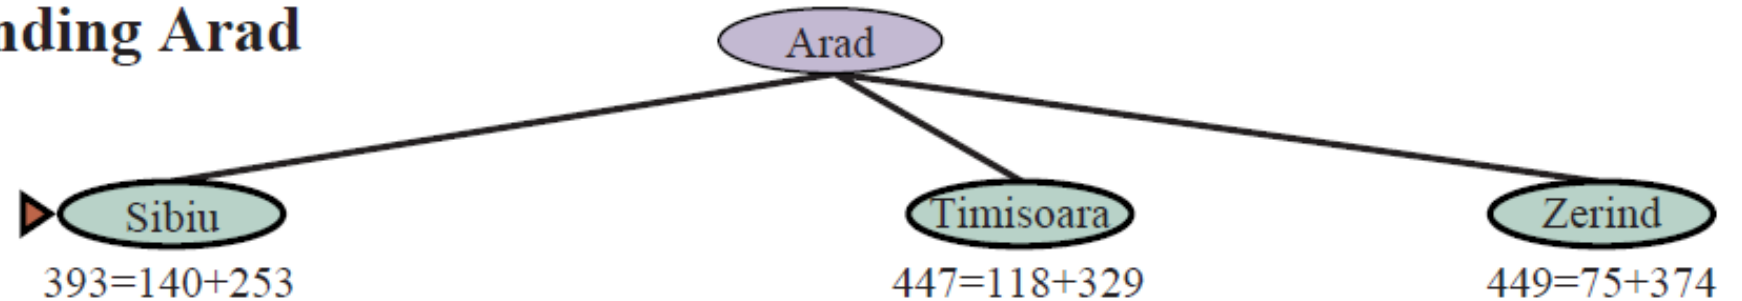 nding Arad
Arad
Sibiu
Timisoara
Zerind
393=140+253
447=118+329
449=75+374